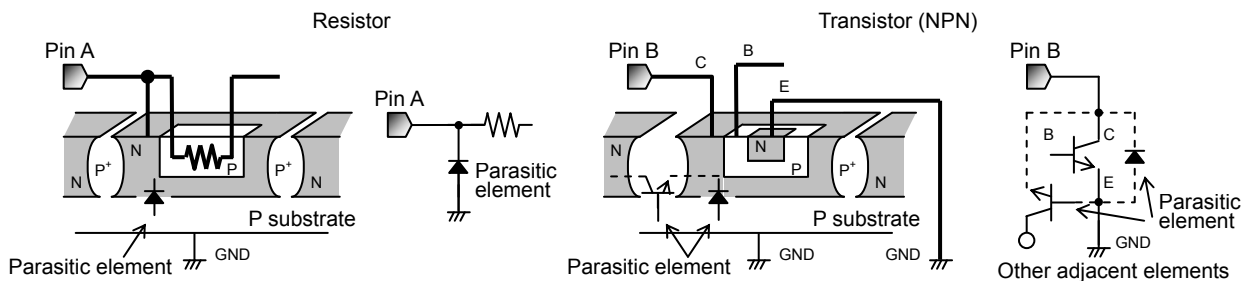 Resistor
Transistor (NPN)
Pin A
Pin A
N
P+
N
P
P+
N
Parasitic
element
P substrate
GND
Parasitic element
Pin B
C
B
E
N
P+
N
P
P+
N
P substrate
GND
GND
Parasitic element
Pin B
B
C
E
Parasitic
element
GND
Other adjacent elements